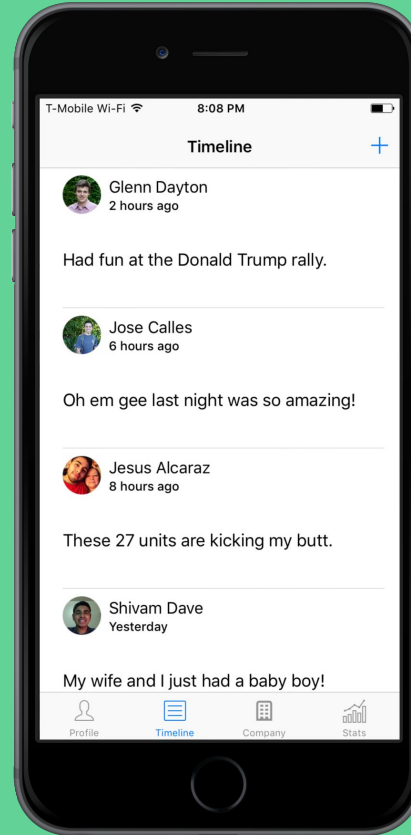 T-Mobile Wi-Fi 8:08 PM
Timeline +
Glenn Dayton
2 hours ago
Had fun at the Donald Trump rally.
Jose Calles
6 hours ago
Oh em gee last night was so amazing!
Jesus Alcaraz
8 hours ago
These 27 units are kicking my butt.
Shivam Dave
Yesterday
My wife and I just had a baby boy!
Profile Timeline Company Stats